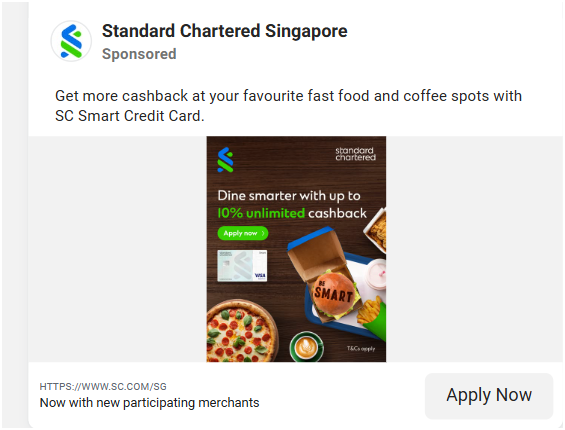 Standard Chartered Singapore
Sponsored
Get more cashback at your favourite fast food and coffee spots with
SC Smart Credit Card.
standard
chartered
Dine smarter with up to
10% unlimited cashback
Apply now
VISA
BE
SMART
T&Cs apply
HTTPS://WWW.SC.COM/SG
Now with new participating merchants
Apply Now